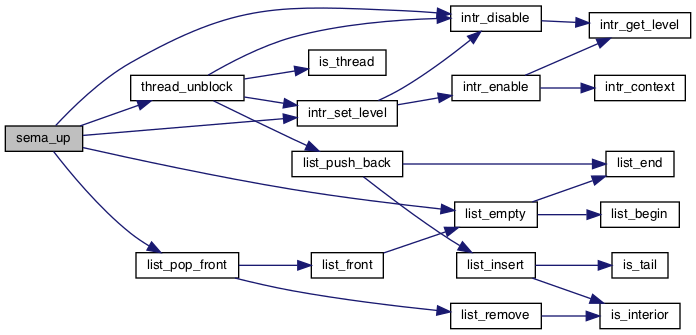 intr_disable
intr_get_level
is_thread
thread_unblock
intr_enable
intr_context
intr_set_level
sema_up
list_push_back
list_end
list_empty
list_begin
list_pop_front
list_front
list_insert
is_tail
list_remove
is_interior